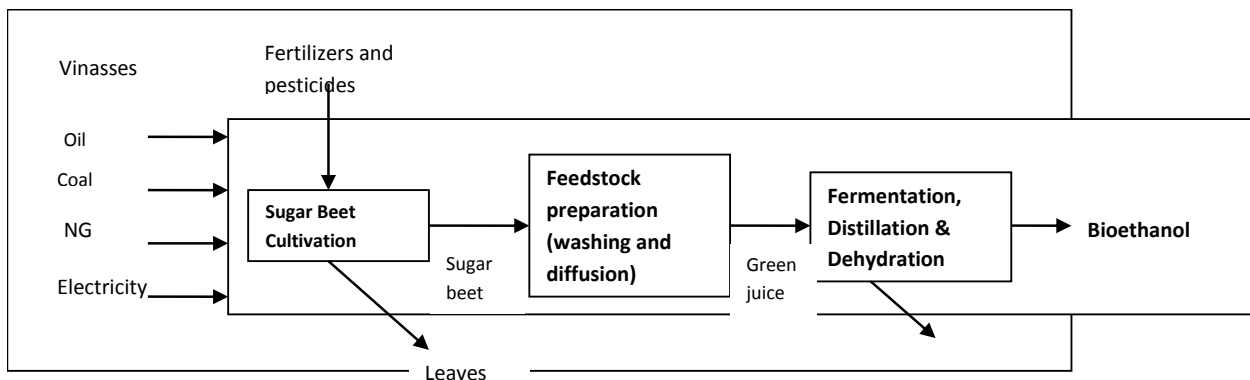 Vinasses
Fertilizers and
pesticides
Oil
Coal
NG
Electricity
Sugar Beet
Cultivation
Sugar
beet
Feedstock
preparation
(washing and
diffusion)
Green
juice
Fermentation,
Distillation &
Dehydration
Bioethanol
Leaves